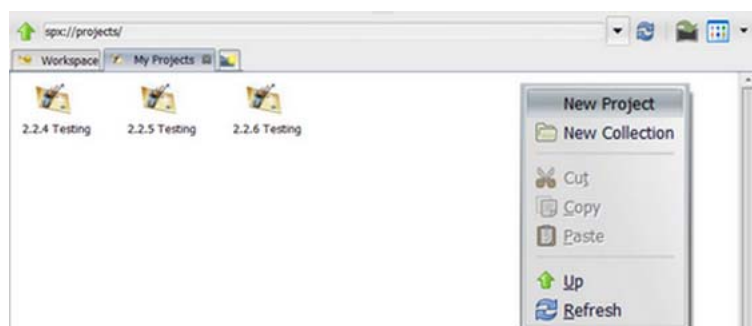 spx://projects/
Workspace
My Projects
2.2.4 Testing
2.2.5 Testing
2.2.6 Testing
New Project
New Collection
Cut
Copy
Paste
Up
Refresh